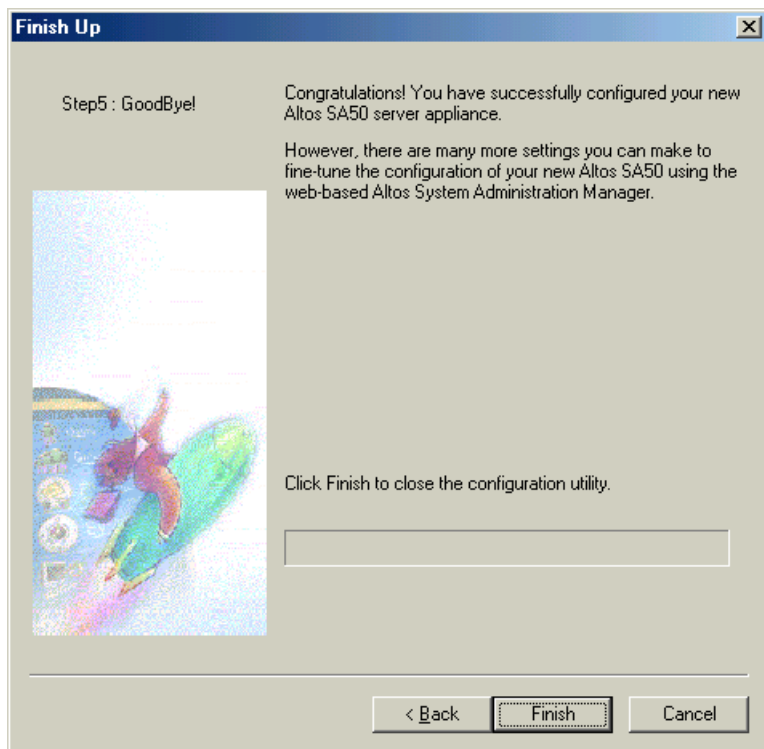 Finish Up
Step5 : GoodBye!
Congratulations! You have successfully configured your new
Altos SA50 server appliance.
However, there are many more settings you can make to
fine-tune the configuration of your new Altos SA50 using the
web-based Altos System Administration Manager.
Click Finish to close the configuration utility.
< Back
Finish
Cancel